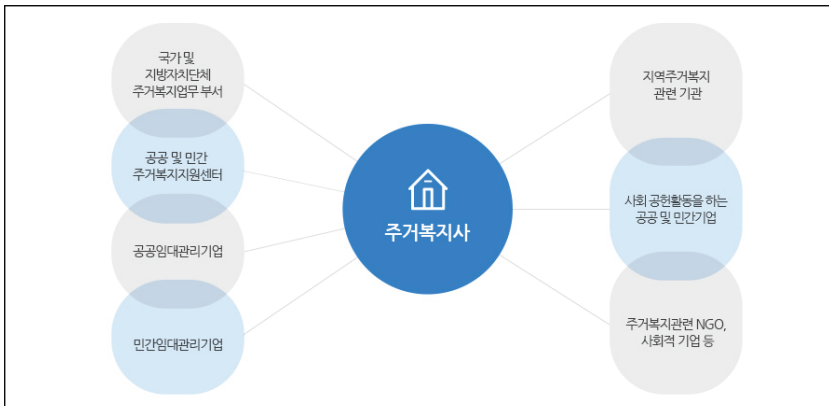 국가 및
지방자치단체
주거복지업무 부서
공공 및 민간
주거복지지원센터
공공임대관리기업
민간임대관리기업
주거복지사
지역주거복지
관련 기관
사회 공헌활동을 하는
공공 및 민간기업
주거복지관련 NGO,
사회적 기업 등